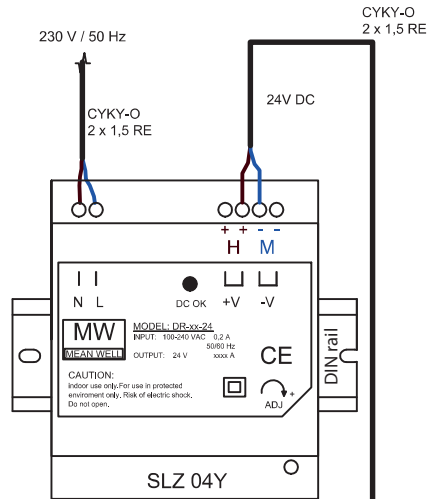 CYKY-O
2 x 1,5 RE
230 V / 50 Hz
24V DC
CYKY-O
2 x 1,5 RE
+ + - -
H M
N L
DC OK
+V -V
MW
MEAN WELL
MODEL: DR-xx-24
INPUT: 100-240 VAC 0,2 A
50/60 Hz
OUTPUT: 24 V xxxx A
CE
CAUTION:
indoor use only.For use in protected
enviroment only. Risk of electric shock.
Do not open.
+
ADJ
DIN rail
SLZ 04Y